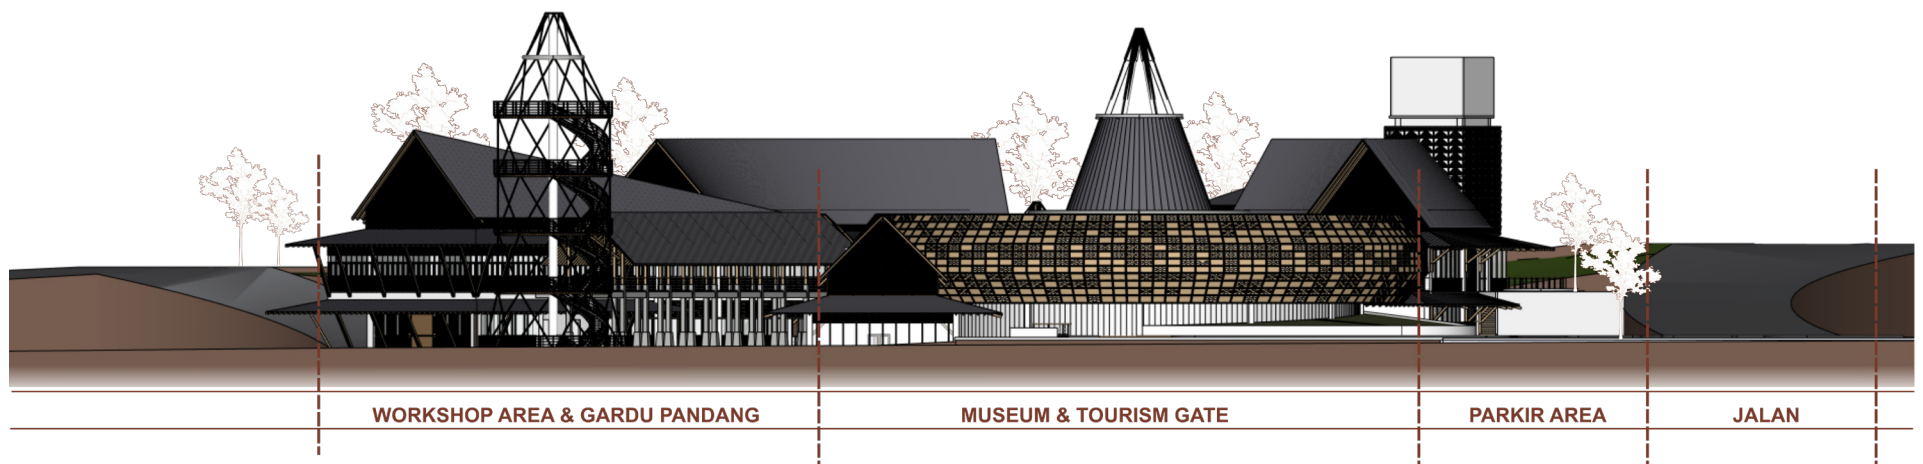 WORKSHOP AREA & GARDU PANDANG
MUSEUM & TOURISM GATE
PARKIR AREA
JALAN